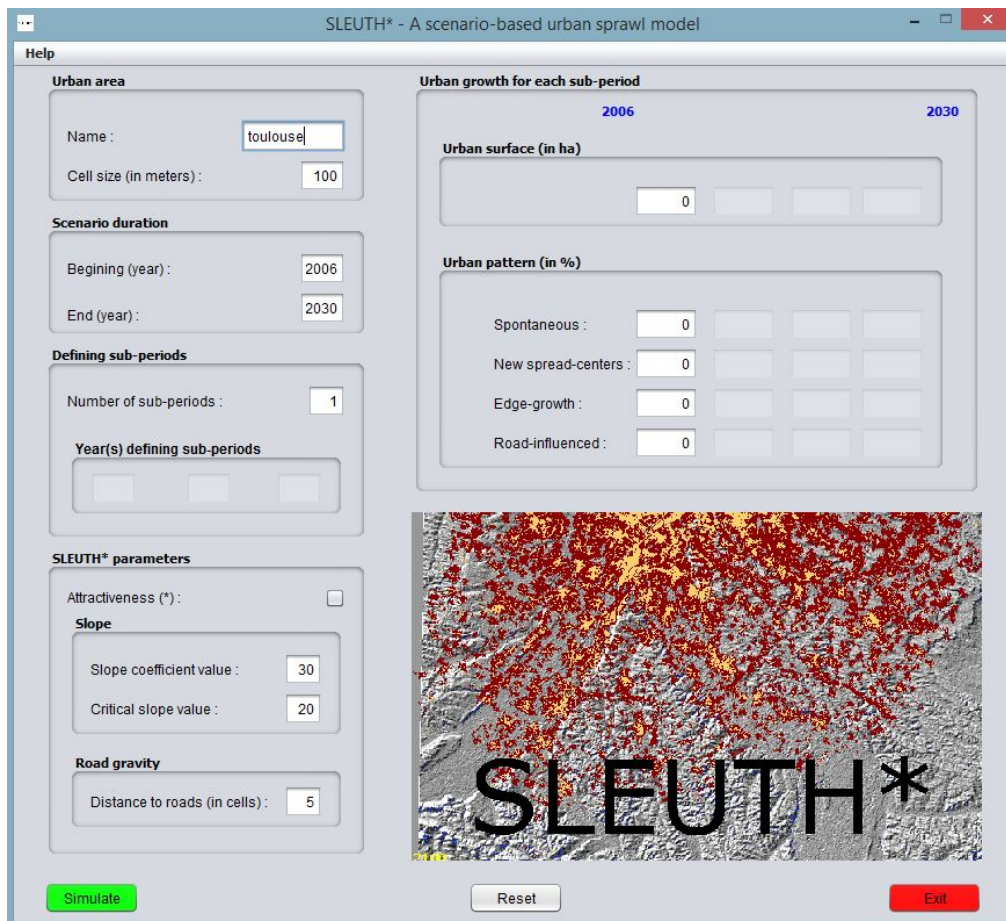 SLEUTH* - A scenario-based urban sprawl model
Help
Urban area
Name :
toulouse
Cell size (in meters) :
100
Scenario duration
Begining (year) :
2006
End (year) :
2030
Defining sub-periods
Number of sub-periods :
1
Year(s) defining sub-periods
SLEUTH* parameters
Attractiveness (*) :
Slope
Slope coefficient value :
30
Critical slope value :
20
Road gravity
Distance to roads (in cells) :
5
Urban growth for each sub-period
2006
2030
Urban surface (in ha)
0
Urban pattern (in %)
Spontaneous :
0
New spread-centers :
0
Edge-growth :
0
Road-influenced :
0
SLEUTH*
Simulate
Reset
Exit